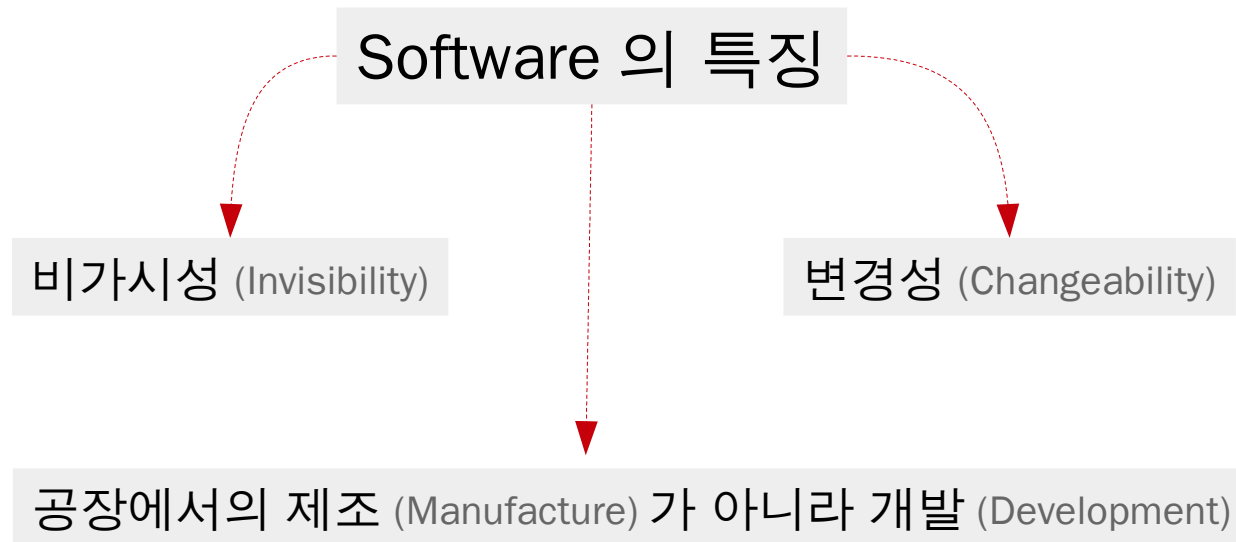 Software 의 특징
비가시성 (Invisibility)
변경성 (Changeability)
공장에서의 제조 (Manufacture) 가 아니라 개발 (Development)